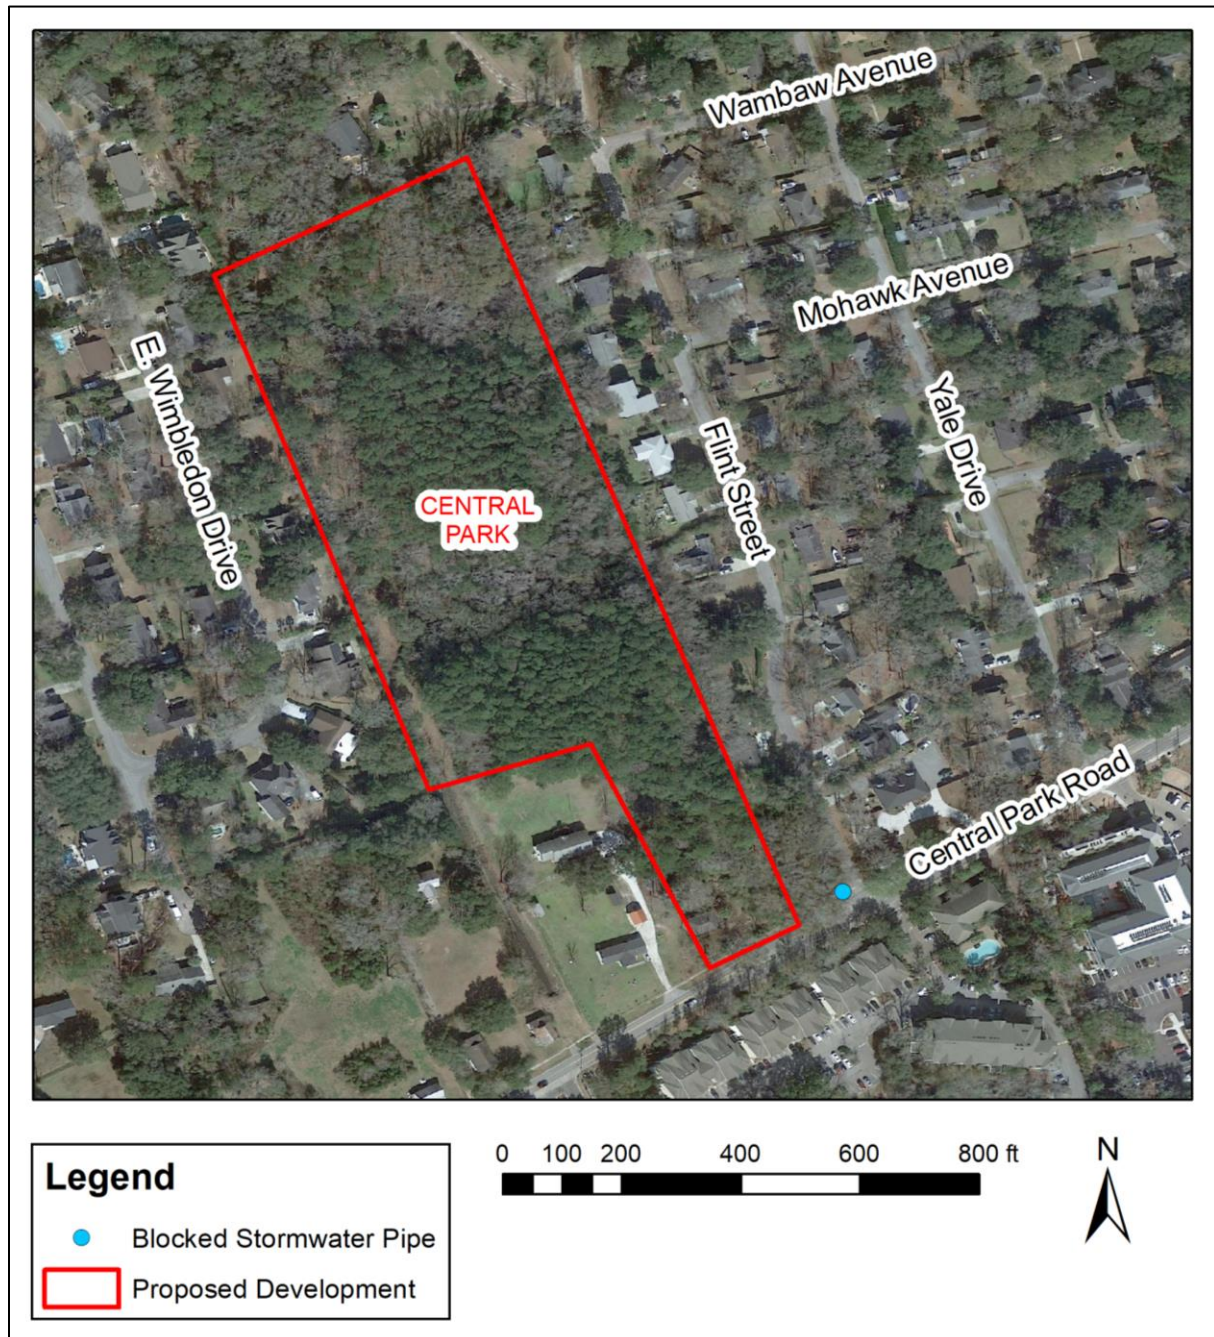 Wambaw Avenue
Mohawk Avenue
E. Wimbledon Drive
Yale Drive
Flint Street
CENTRAL
PARK
Central Park Road
Legend
Blocked Stormwater Pipe
Proposed Development
0 100 200 400 600 800 ft
N